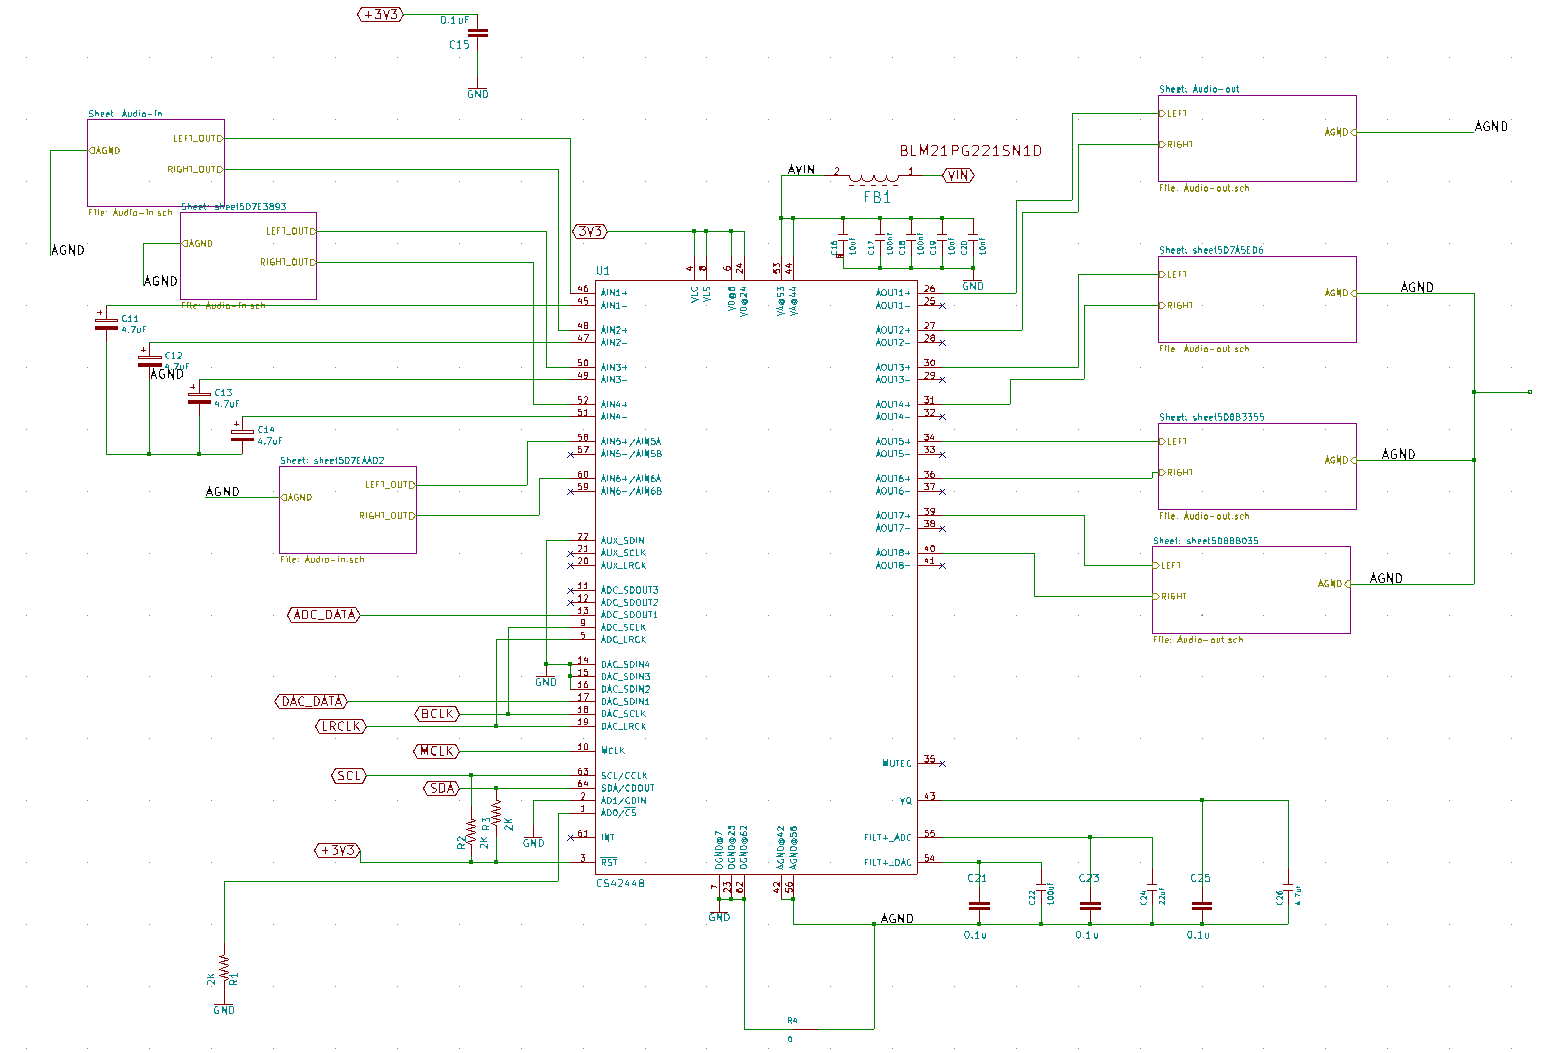 +3V3
0.1uF
C15
GND
Sheet: Audio-in
LEFT_OUT
AGND
RIGHT_OUT
File: Audio-in.sch
AGND
Sheet: sheet5D7E3893
LEFT_OUT
AGND
RIGHT_OUT
File: Audio-in.sch
AGND
C11
4.7uF
C12
4.7uF
AGND
C13
4.7uF
C14
4.7uF
Sheet: sheet5D7EAAD2
LEFT_OUT
AGND
RIGHT_OUT
File: Audio-in.sch
AGND
3V3
AVIN
2
1
VIN
BLM21PG221SN1D
FB1
C16
10uF
C17
100nF
C18
100nF
C19
10nF
C20
10nF
GND
U1
4 VLC
8 VLS
6 VD@6
24 VD@24
53 VA@53
44 VA@44
46 AIN1+
45 AIN1-
48 AIN2+
47 AIN2-
50 AIN3+
49 AIN3-
52 AIN4+
51 AIN4-
58 AIN5+/AIN5A
57 AIN5-/AIN5B
60 AIN6+/AIN6A
59 AIN6-/AIN6B
22 AUX_SDIN
21 AUX_SCLK
20 AUX_LRCK
11 ADC_SDOUT3
12 ADC_SDOUT2
ADC_DATA
13 ADC_SDOUT1
9 ADC_SCLK
5 ADC_LRCK
14 DAC_SDIN4
15 DAC_SDIN3
GND
16 DAC_SDIN2
DAC_DATA
17 DAC_SDIN1
BCLK
18 DAC_SCLK
LRCLK
19 DAC_LRCK
MCLK
10 MCLK
SCL
63 SCL/CCLK
SDA
64 SDA/CDOUT
2 AD1/CDIN
1 AD0/CS
GND
61 INT
R2
2K
R3
2K
+3V3
3 RST
CS42448
2K
R1
GND
AOUT1+ 26
AOUT1- 25
AOUT2+ 27
AOUT2- 28
AOUT3+ 30
AOUT3- 29
AOUT4+ 31
AOUT4- 32
AOUT5+ 34
AOUT5- 33
AOUT6+ 36
AOUT6- 37
AOUT7+ 39
AOUT7- 38
AOUT8+ 40
AOUT8- 41
MUTEC 35
VQ 43
FILT+_ADC 55
FILT+_DAC 54
DGND@7 7
DGND@23 23
DGND@62 62
AGND@42 42
AGND@56 56
GND
AGND
C21
0.1u
C22
100uF
C23
0.1u
C24
22uF
C25
0.1u
C26
4.7uF
R4
0
Sheet: Audio-out
LEFT
AGND
RIGHT
File: Audio-out.sch
AGND
Sheet: sheet5D7A5ED6
LEFT
AGND
RIGHT
File: Audio-out.sch
AGND
Sheet: sheet5D8B3355
LEFT
AGND
RIGHT
File: Audio-out.sch
AGND
Sheet: sheet5D8BB035
LEFT
AGND
RIGHT
File: Audio-out.sch
AGND